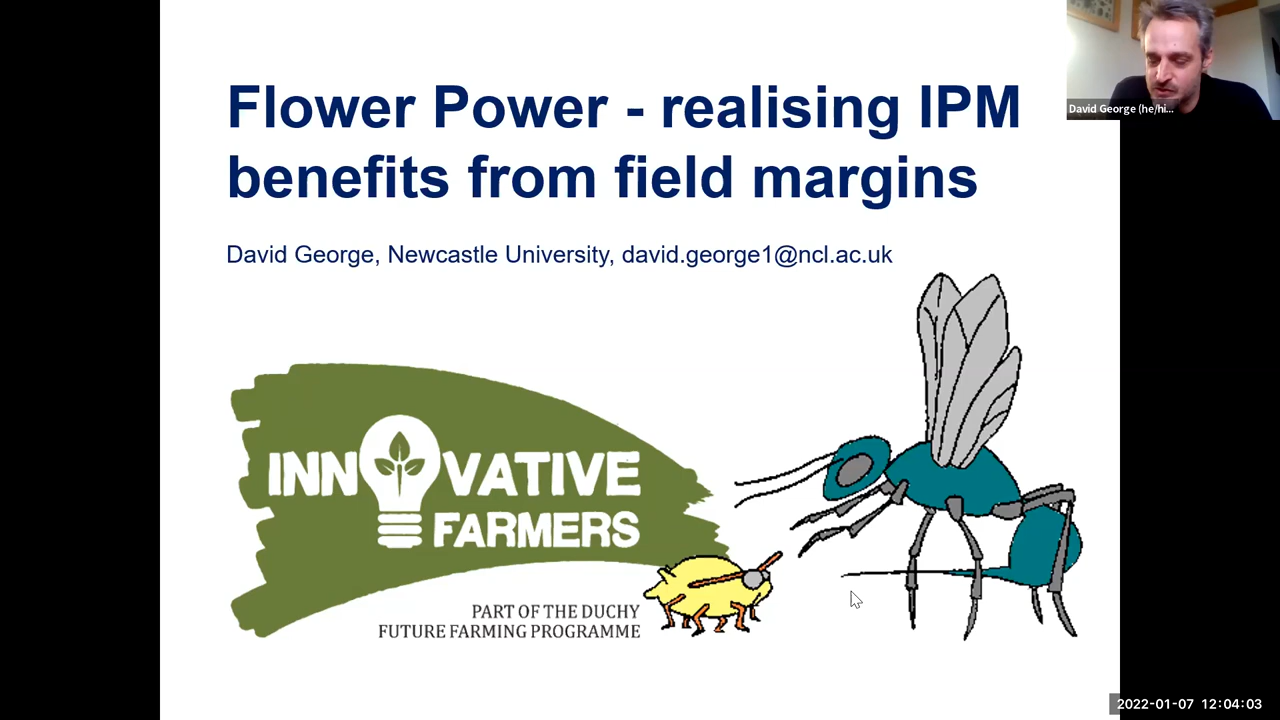 Flower Power - realising IPM
benefits from field margins
David George, Newcastle University, david.george1@ncl.ac.uk
INNOVATIVE
FARMERS
PART OF THE DUCHY
FUTURE FARMING PROGRAMME
David George (he/hi...
2022-01-07 12:04:03